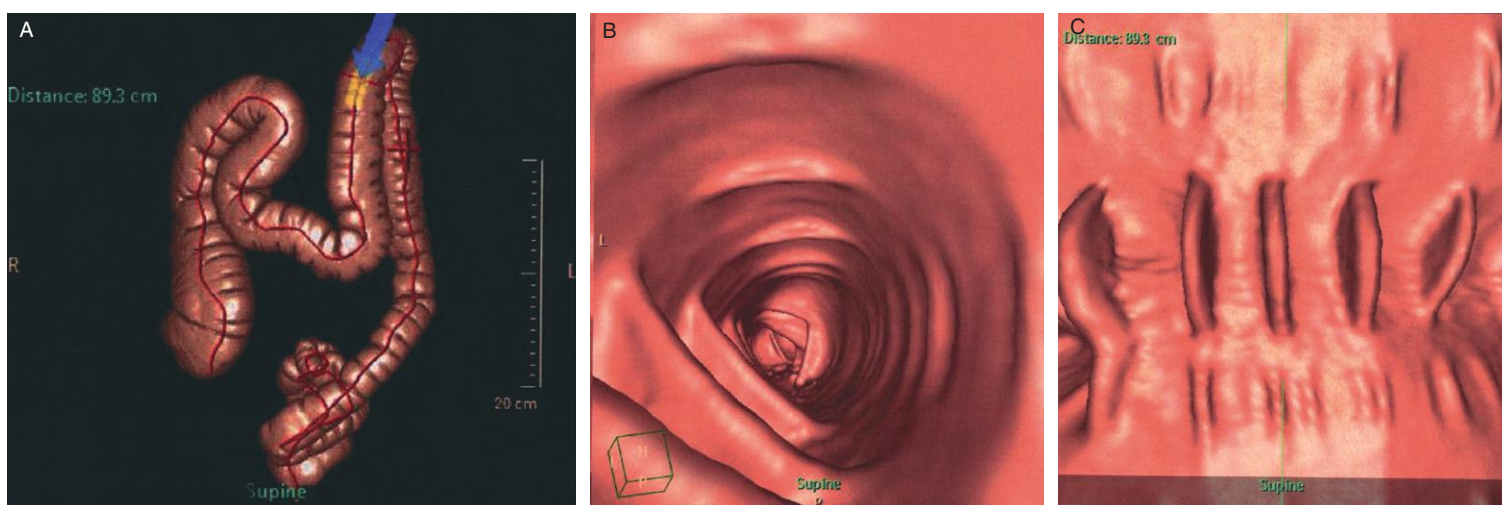 A
Distance: 89.3 cm
R
L
20 cm
Supine
B
L
H
P
Supine
P
C
Distance: 89.3 cm
Supine